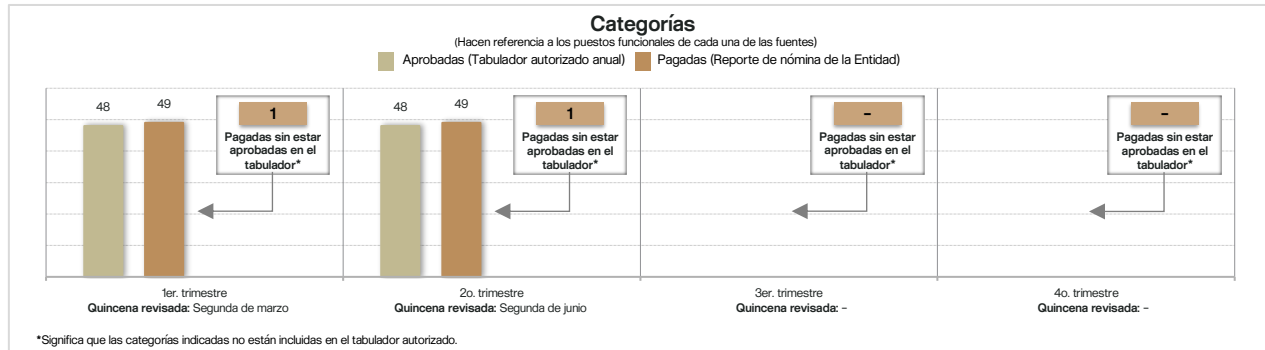 Categorías
(Hacen referencia a los puestos funcionales de cada una de las fuentes)
Aprobadas (Tabulador autorizado anual) Pagadas (Reporte de nómina de la Entidad)
48 49
1
Pagadas sin estar
aprobadas en el
tabulador*
48 49
1
Pagadas sin estar
aprobadas en el
tabulador*
–
Pagadas sin estar
aprobadas en el
tabulador*
–
Pagadas sin estar
aprobadas en el
tabulador*
1er. trimestre
Quincena revisada: Segunda de marzo
2o. trimestre
Quincena revisada: Segunda de junio
3er. trimestre
Quincena revisada: –
4o. trimestre
Quincena revisada: –
*Significa que las categorías indicadas no están incluidas en el tabulador autorizado.